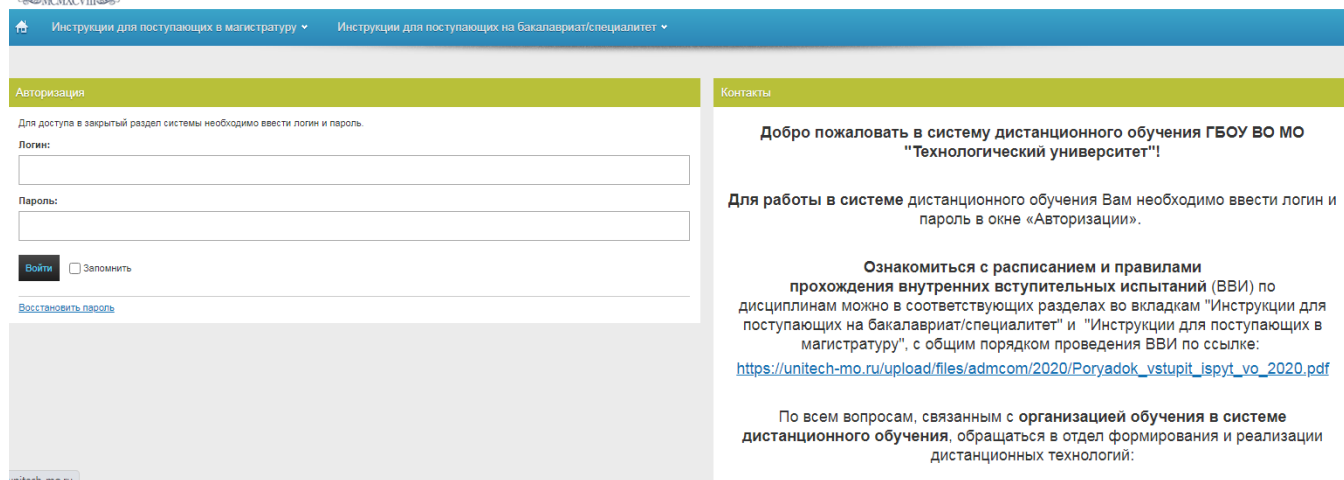 MCMXCVIII
Инструкции для поступающих в магистратуру
Инструкции для поступающих на бакалавриат/специалитет
Авторизация
Для доступа в закрытый раздел системы необходимо ввести логин и пароль.
Логин:
Пароль:
Войти
Запомнить
Восстановить пароль
Контакты
Добро пожаловать в систему дистанционного обучения ГБОУ ВО МО
"Технологический университет"!
Для работы в системе дистанционного обучения Вам необходимо ввести логин и
пароль в окне «Авторизации».
Ознакомиться с расписанием и правилами
прохождения внутренних вступительных испытаний (ВВИ) по
дисциплинам можно в соответствующих разделах во вкладкам "Инструкции для
поступающих на бакалавриат/специалитет" и "Инструкции для поступающих в
магистратуру", с общим порядком проведения ВВИ по ссылке:
https://unitech-mo.ru/upload/files/admcom/2020/Poryadok_vstupit_ispyt_vo_2020.pdf
По всем вопросам, связанным с организацией обучения в системе
дистанционного обучения, обращаться в отдел формирования и реализации
дистанционных технологий: